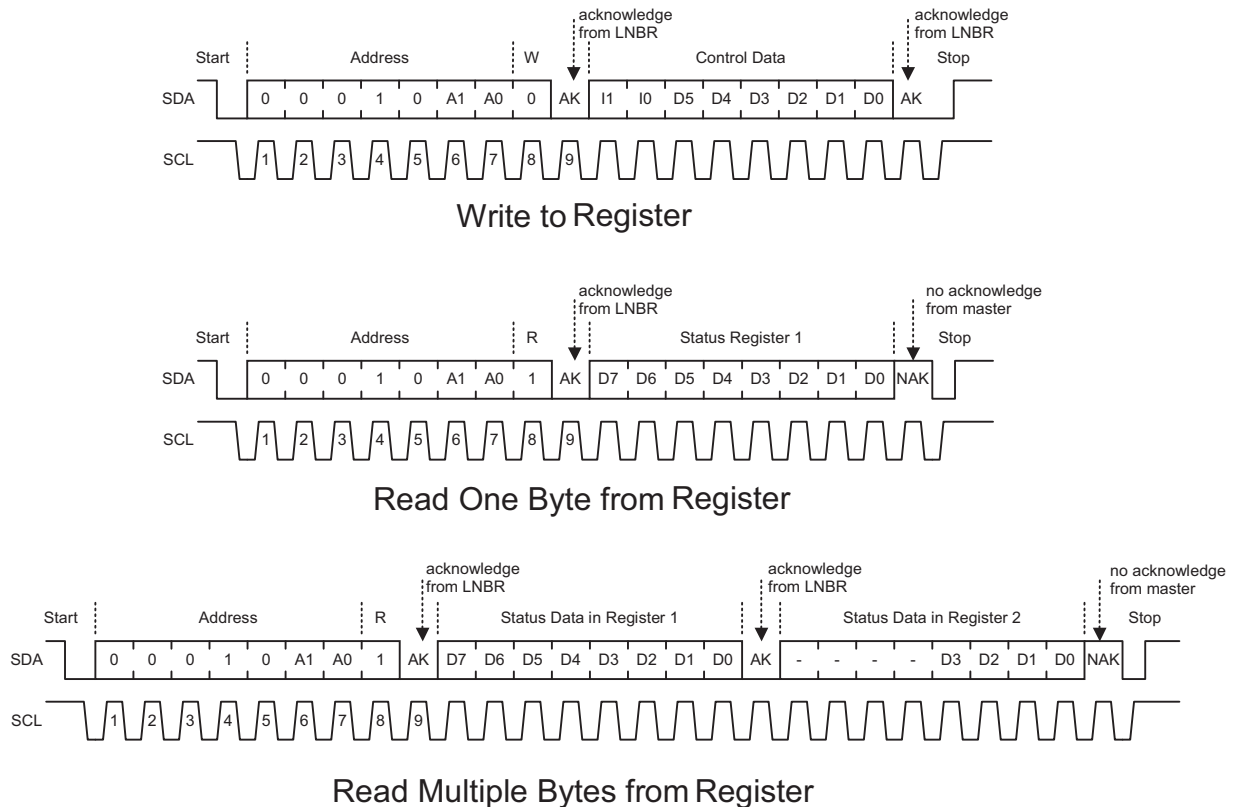 acknowledge
from LNBR
acknowledge
from LNBR
Start Address W Control Data Stop
SDA 0 0 0 1 0 A1 A0 0 AK I1 I0 D5 D4 D3 D2 D1 D0 AK
SCL 1 2 3 4 5 6 7 8 9
Write to Register
acknowledge
from LNBR
no acknowledge
from master
Start Address R Status Register 1 Stop
SDA 0 0 0 1 0 A1 A0 1 AK D7 D6 D5 D4 D3 D2 D1 D0 NAK
SCL 1 2 3 4 5 6 7 8 9
Read One Byte from Register
acknowledge
from LNBR
acknowledge
from LNBR
no acknowledge
from master
Start Address R Status Data in Register 1 Status Data in Register 2 Stop
SDA 0 0 0 1 0 A1 A0 1 AK D7 D6 D5 D4 D3 D2 D1 D0 AK - - - - D3 D2 D1 D0 NAK
SCL 1 2 3 4 5 6 7 8 9
Read Multiple Bytes from Register